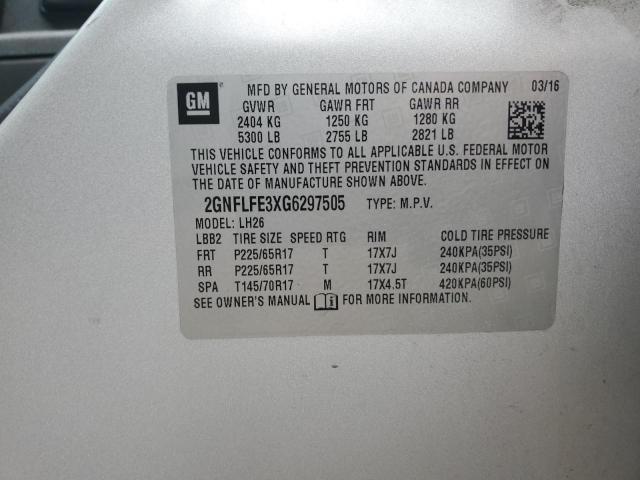 GM
MFD BY GENERAL MOTORS OF CANADA COMPANY 03/16
GVWR GAWR FRT GAWR RR
2404 KG 1250 KG 1280 KG
5300 LB 2755 LB 2821 LB
THIS VEHICLE CONFORMS TO ALL APPLICABLE U.S. FEDERAL MOTOR
VEHICLE SAFETY AND THEFT PREVENTION STANDARDS IN EFFECT ON
THE DATE OF MANUFACTURE SHOWN ABOVE.
2GNFLFE3XG6297505 TYPE: M.P.V.
MODEL: LH26
LBB2 TIRE SIZE SPEED RTG RIM COLD TIRE PRESSURE
FRT P225/65R17 T 17X7J 240KPA(35PSI)
RR P225/65R17 T 17X7J 240KPA(35PSI)
SPA T145/70R17 M 17X4.5T 420KPA(60PSI)
SEE OWNER'S MANUAL FOR MORE INFORMATION.